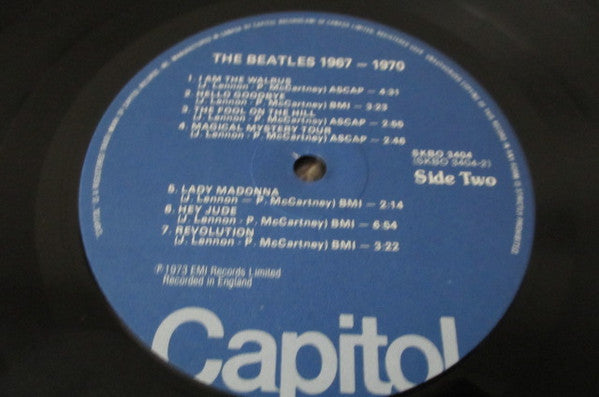 THE BEATLES 1967 – 1970
1. I AM THE WALRUS
(J. Lennon - P. McCartney) ASCAP – 4:31
2. HELLO GOODBYE
(J. Lennon - P. McCartney) BMI – 3:23
3. THE FOOL ON THE HILL
(J. Lennon - P. McCartney) ASCAP – 2:56
4. MAGICAL MYSTERY TOUR
(J. Lennon - P. McCartney) ASCAP – 2:48
SKBO 3404
(SKBO 3404-2)
Side Two
5. LADY MADONNA
(J. Lennon - P. McCartney) BMI – 2:14
6. HEY JUDE
(J. Lennon - P. McCartney) BMI – 6:54
7. REVOLUTION
(J. Lennon - P. McCartney) BMI – 3:22
℗1973 EMI Records Limited
Recorded in England
Capitol